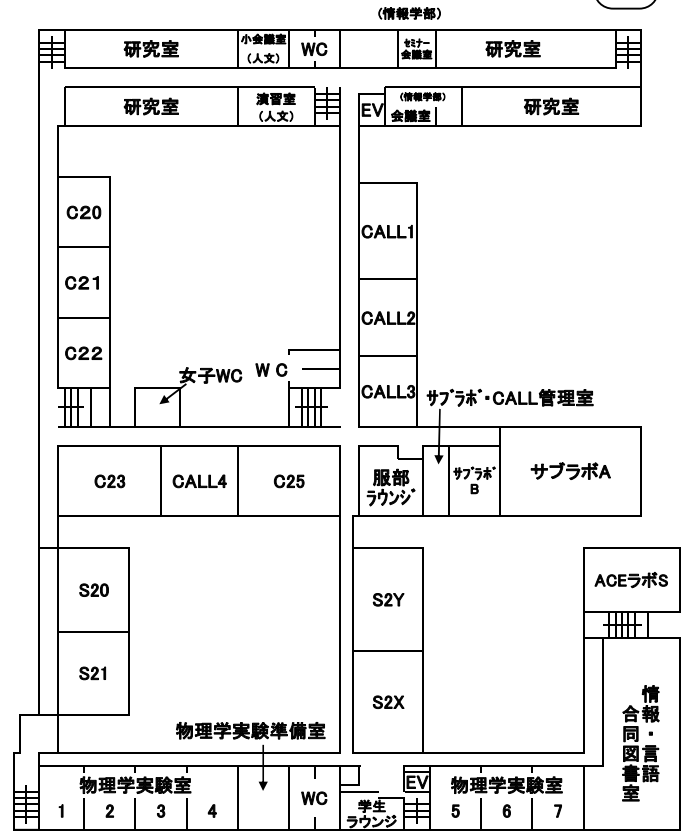 (情報学部)
研究室
小会議室
(人文)
WC
ｾﾐﾅｰ
会議室
研究室
研究室
演習室
(人文)
EV
(情報学部)
会議室
研究室
C20
C21
C22
CALL1
CALL2
CALL3
女子WC
WC
ｻﾌﾞﾗﾎﾞ・CALL管理室
C23
CALL4
C25
服部
ラウンジ
ｻﾌﾞﾗﾎﾞ
B
サブラボA
S20
S21
S2Y
S2X
ACEラボS
情報・言語
合同図書室
物理学実験準備室
物理学実験室
1
2
3
4
WC
学生
ラウンジ
EV
物理学実験室
5
6
7